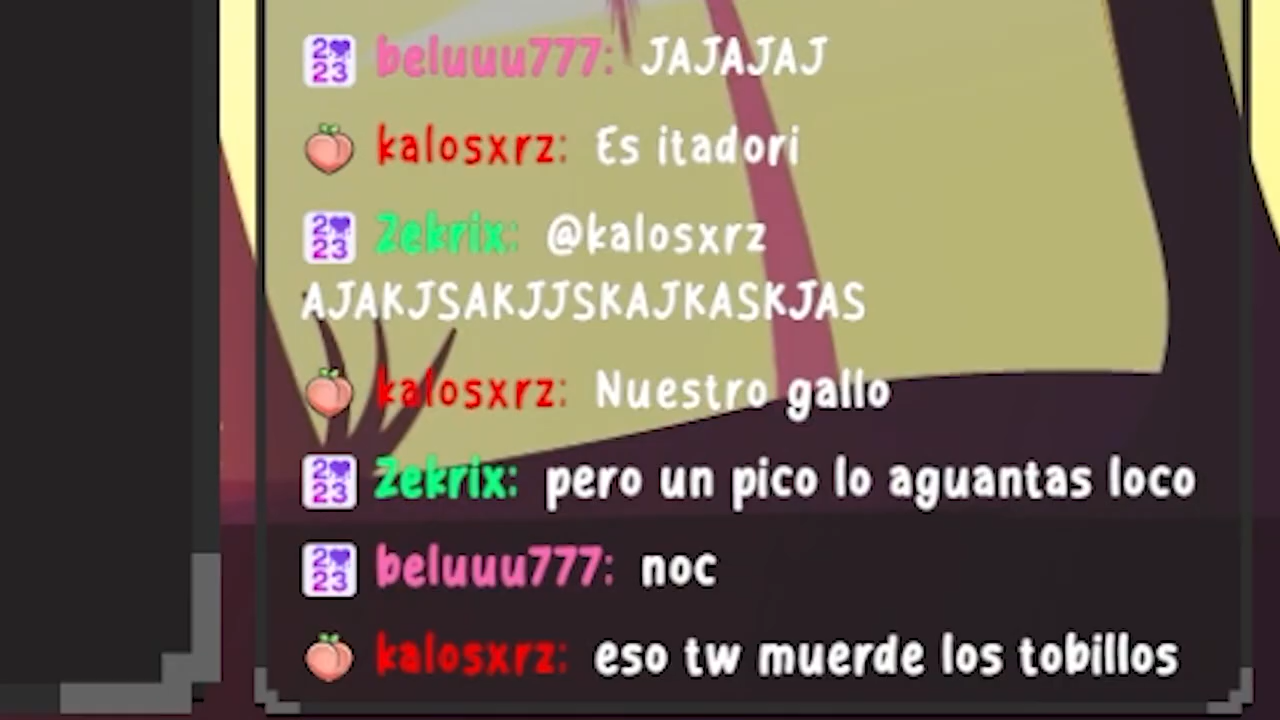 beluuu777: JAJAJAJ
kalosxrz: Es itadori
Zekrix: @kalosxrz
AJAKJSAKJJSKAJKASKJAS
kalosxrz: Nuestro gallo
Zekrix: pero un pico lo aguantas loco
beluuu777: noc
kalosxrz: eso tw muerde los tobillos